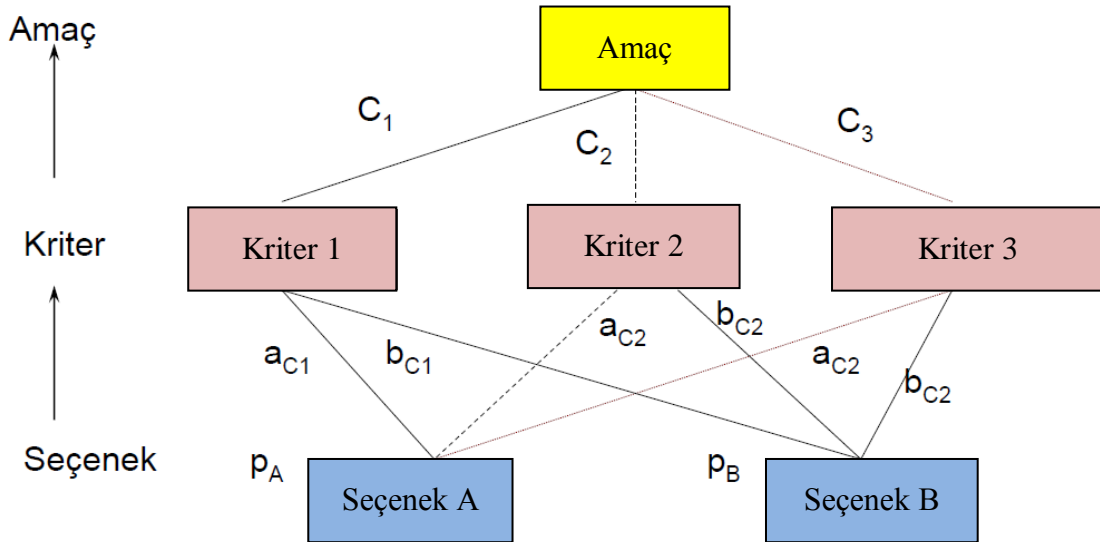 Amaç
Amaç
C1
C2
C3
Kriter
Kriter 1
Kriter 2
Kriter 3
aC1
bC1
aC2
bC2
aC2
bC2
Seçenek
pA
Seçenek A
pB
Seçenek B